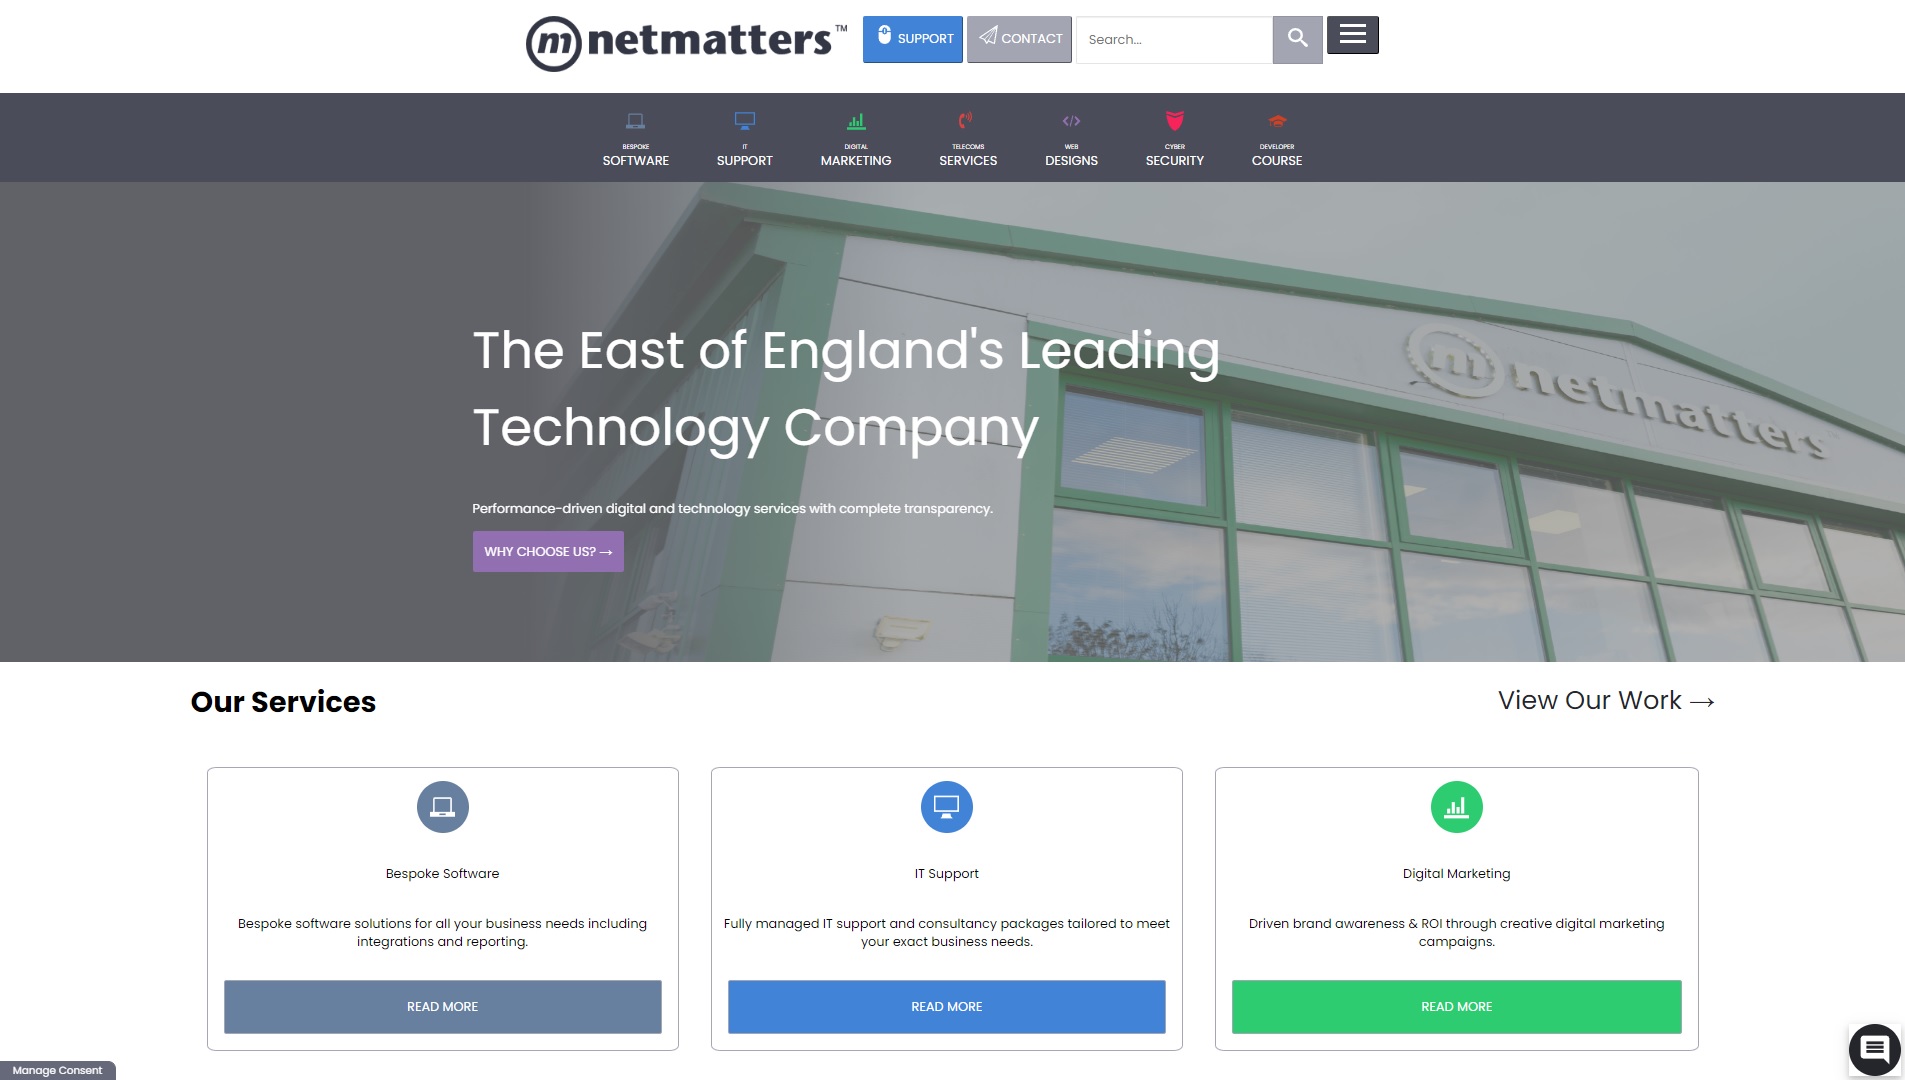 m netmatters™
SUPPORT
CONTACT
Search...
BESPOKE
SOFTWARE
IT
SUPPORT
DIGITAL
MARKETING
TELECOMS
SERVICES
WEB
DESIGNS
CYBER
SECURITY
DEVELOPER
COURSE
m netmatters
The East of England's Leading
Technology Company
Performance-driven digital and technology services with complete transparency.
WHY CHOOSE US? →
Our Services
View Our Work →
Bespoke Software
Bespoke software solutions for all your business needs including
integrations and reporting.
READ MORE
IT Support
Fully managed IT support and consultancy packages tailored to meet
your exact business needs.
READ MORE
Digital Marketing
Driven brand awareness & ROI through creative digital marketing
campaigns.
READ MORE
Manage Consent